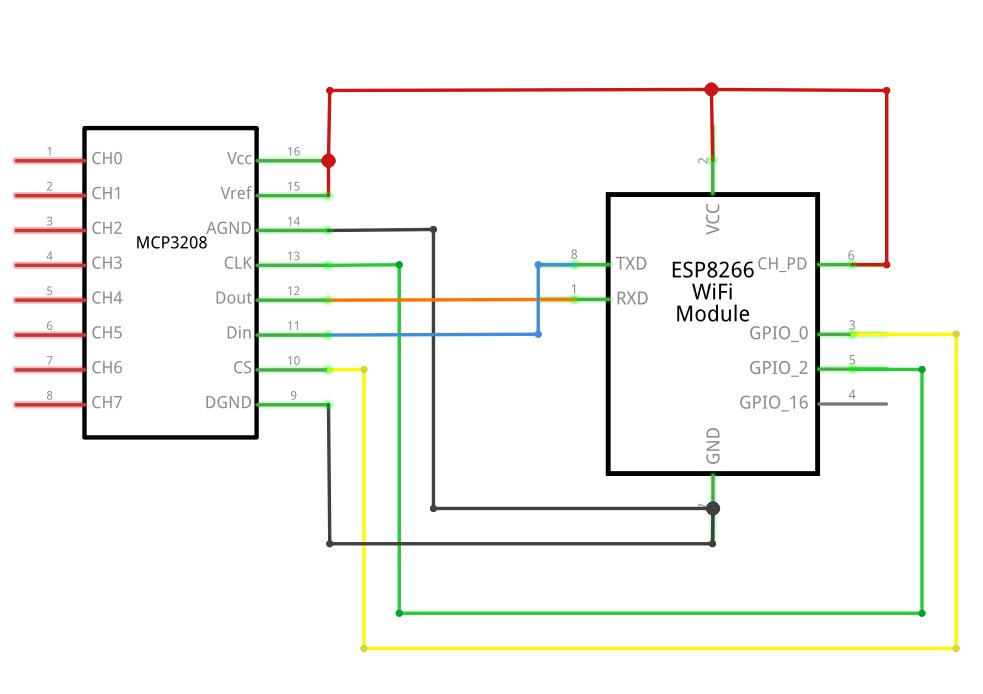 1 CH0 Vcc 16
2 CH1 Vref 15
3 CH2 AGND 14
4 CH3 CLK 13
5 CH4 Dout 12
6 CH5 Din 11
7 CH6 CS 10
8 CH7 DGND 9
MCP3208
2
VCC
8 TXD
1 RXD
ESP8266
WiFi
Module
CH_PD 6
GPIO_0 3
GPIO_2 5
GPIO_16 4
GND